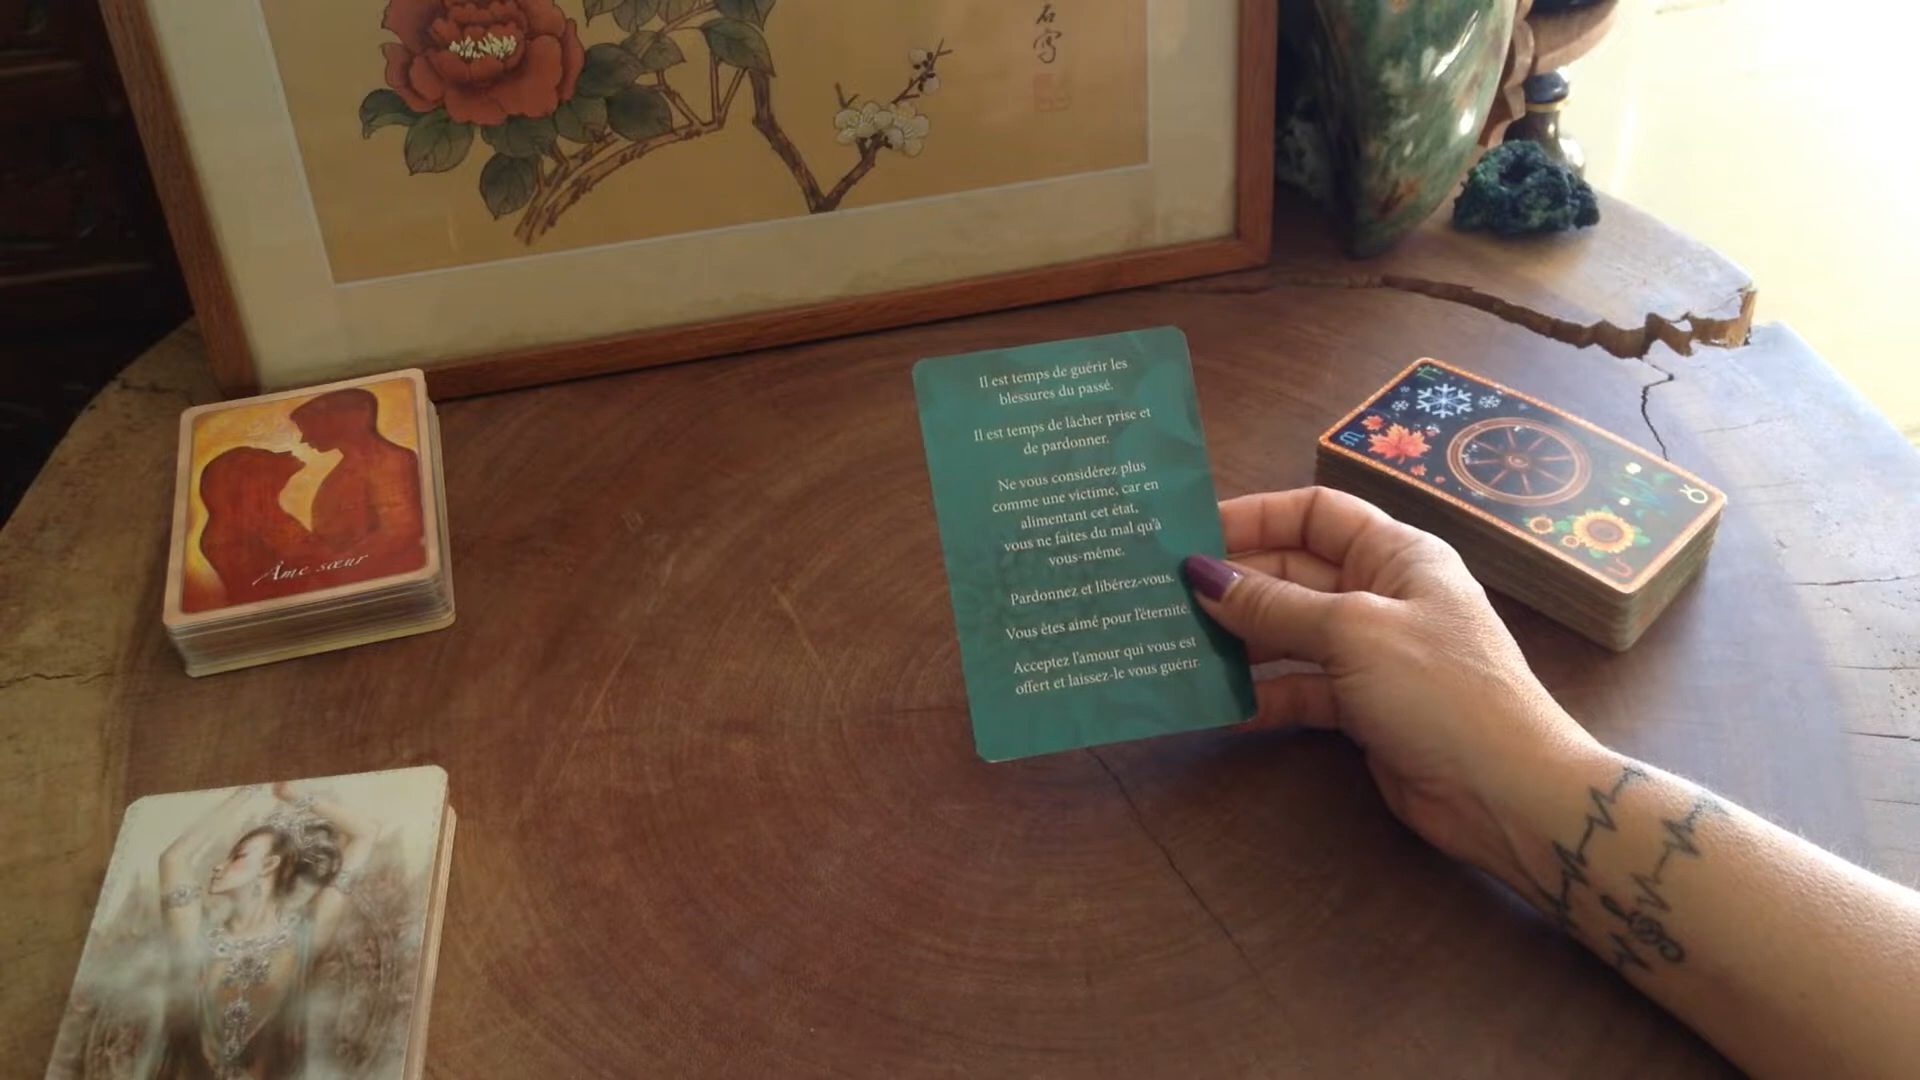 石
写
Il est temps de guérir les
blessures du passé.
Il est temps de lâcher prise et
de pardonner.
Ne vous considérez plus
comme une victime, car en
alimentant cet état,
vous ne faites du mal qu'à
vous-même.
Pardonnez et libérez-vous.
Vous êtes aimé pour l'éternité.
Acceptez l'amour qui vous est
offert et laissez-le vous guérir.
Âme sœur